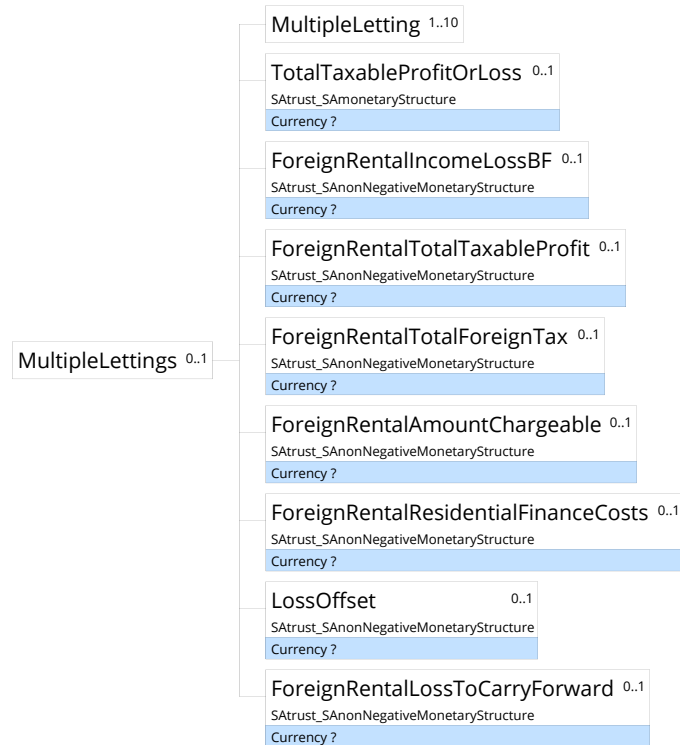 MultipleLetting 1..10
TotalTaxableProfitOrLoss 0..1
SAtrust_SAmonetaryStructure
Currency ?
ForeignRentalIncomeLossBF 0..1
SAtrust_SAnonNegativeMonetaryStructure
Currency ?
ForeignRentalTotalTaxableProfit 0..1
SAtrust_SAnonNegativeMonetaryStructure
Currency ?
MultipleLettings 0..1
ForeignRentalTotalForeignTax 0..1
SAtrust_SAnonNegativeMonetaryStructure
Currency ?
ForeignRentalAmountChargeable 0..1
SAtrust_SAnonNegativeMonetaryStructure
Currency ?
ForeignRentalResidentialFinanceCosts 0..1
SAtrust_SAnonNegativeMonetaryStructure
Currency ?
LossOffset 0..1
SAtrust_SAnonNegativeMonetaryStructure
Currency ?
ForeignRentalLossToCarryForward 0..1
SAtrust_SAnonNegativeMonetaryStructure
Currency ?